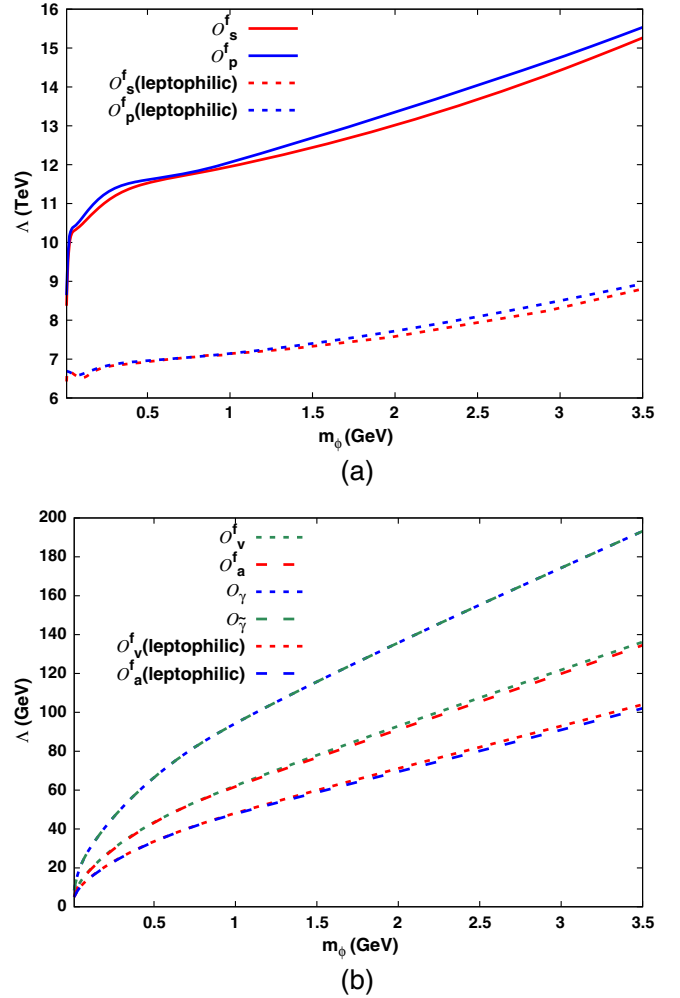 16
15
14
13
12
11
10
9
8
7
6
Λ (TeV)
O^f_s
O^f_p
O^f_s(leptophilic)
O^f_p(leptophilic)
0.5 1 1.5 2 2.5 3 3.5
m_ϕ(GeV)
(a)
200
180
160
140
120
100
80
60
40
20
0
Λ (GeV)
O^f_v
O^f_a
O_γ
O_γ̃
O^f_v(leptophilic)
O^f_a(leptophilic)
0.5 1 1.5 2 2.5 3 3.5
m_ϕ(GeV)
(b)